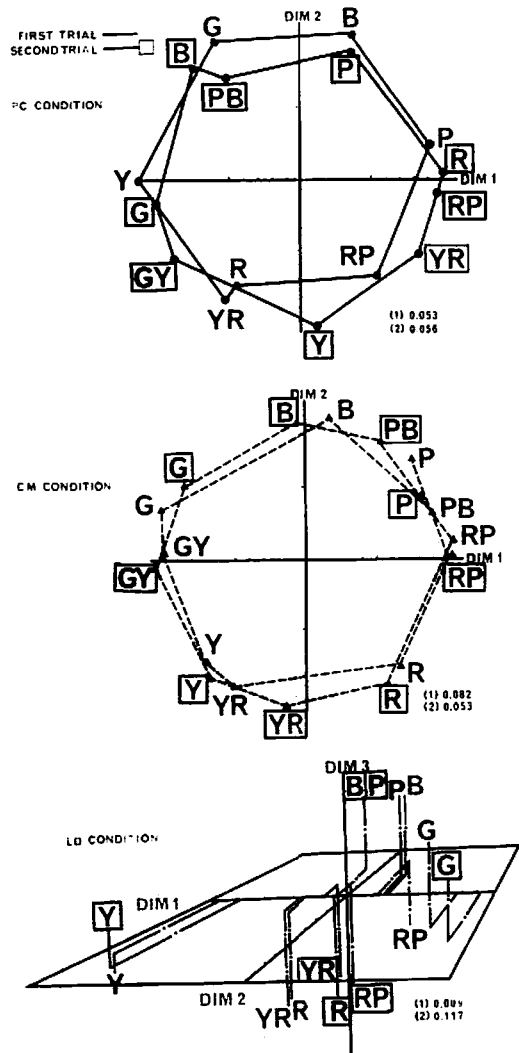 FIRST TRIAL
SECOND TRIAL
PC CONDITION
DIM 2
G
B
B
PB
P
P
R
Y
DIM 1
G
RP
GY
R
RP
YR
YR
Y
(1) 0.053
(2) 0.056
CM CONDITION
DIM 2
B
B
PB
G
P
G
P
PB
RP
GY
DIM 1
GY
RP
Y
R
Y
YR
R
YR
(1) 0.082
(2) 0.053
LD CONDITION
DIM 3
B
P
P
B
G
G
DIM 1
Y
RP
Y
YR
DIM 2
YR
R
R
RP
(2) 0.117